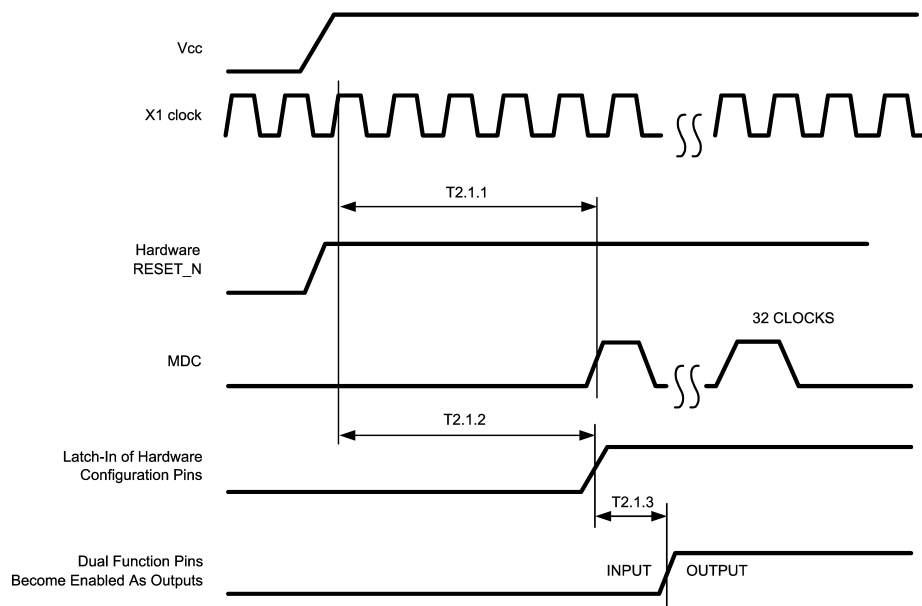 Vcc
X1 clock
T2.1.1
Hardware
RESET_N
32 CLOCKS
MDC
T2.1.2
Latch-In of Hardware
Configuration Pins
T2.1.3
Dual Function Pins
Become Enabled As Outputs
INPUT
OUTPUT